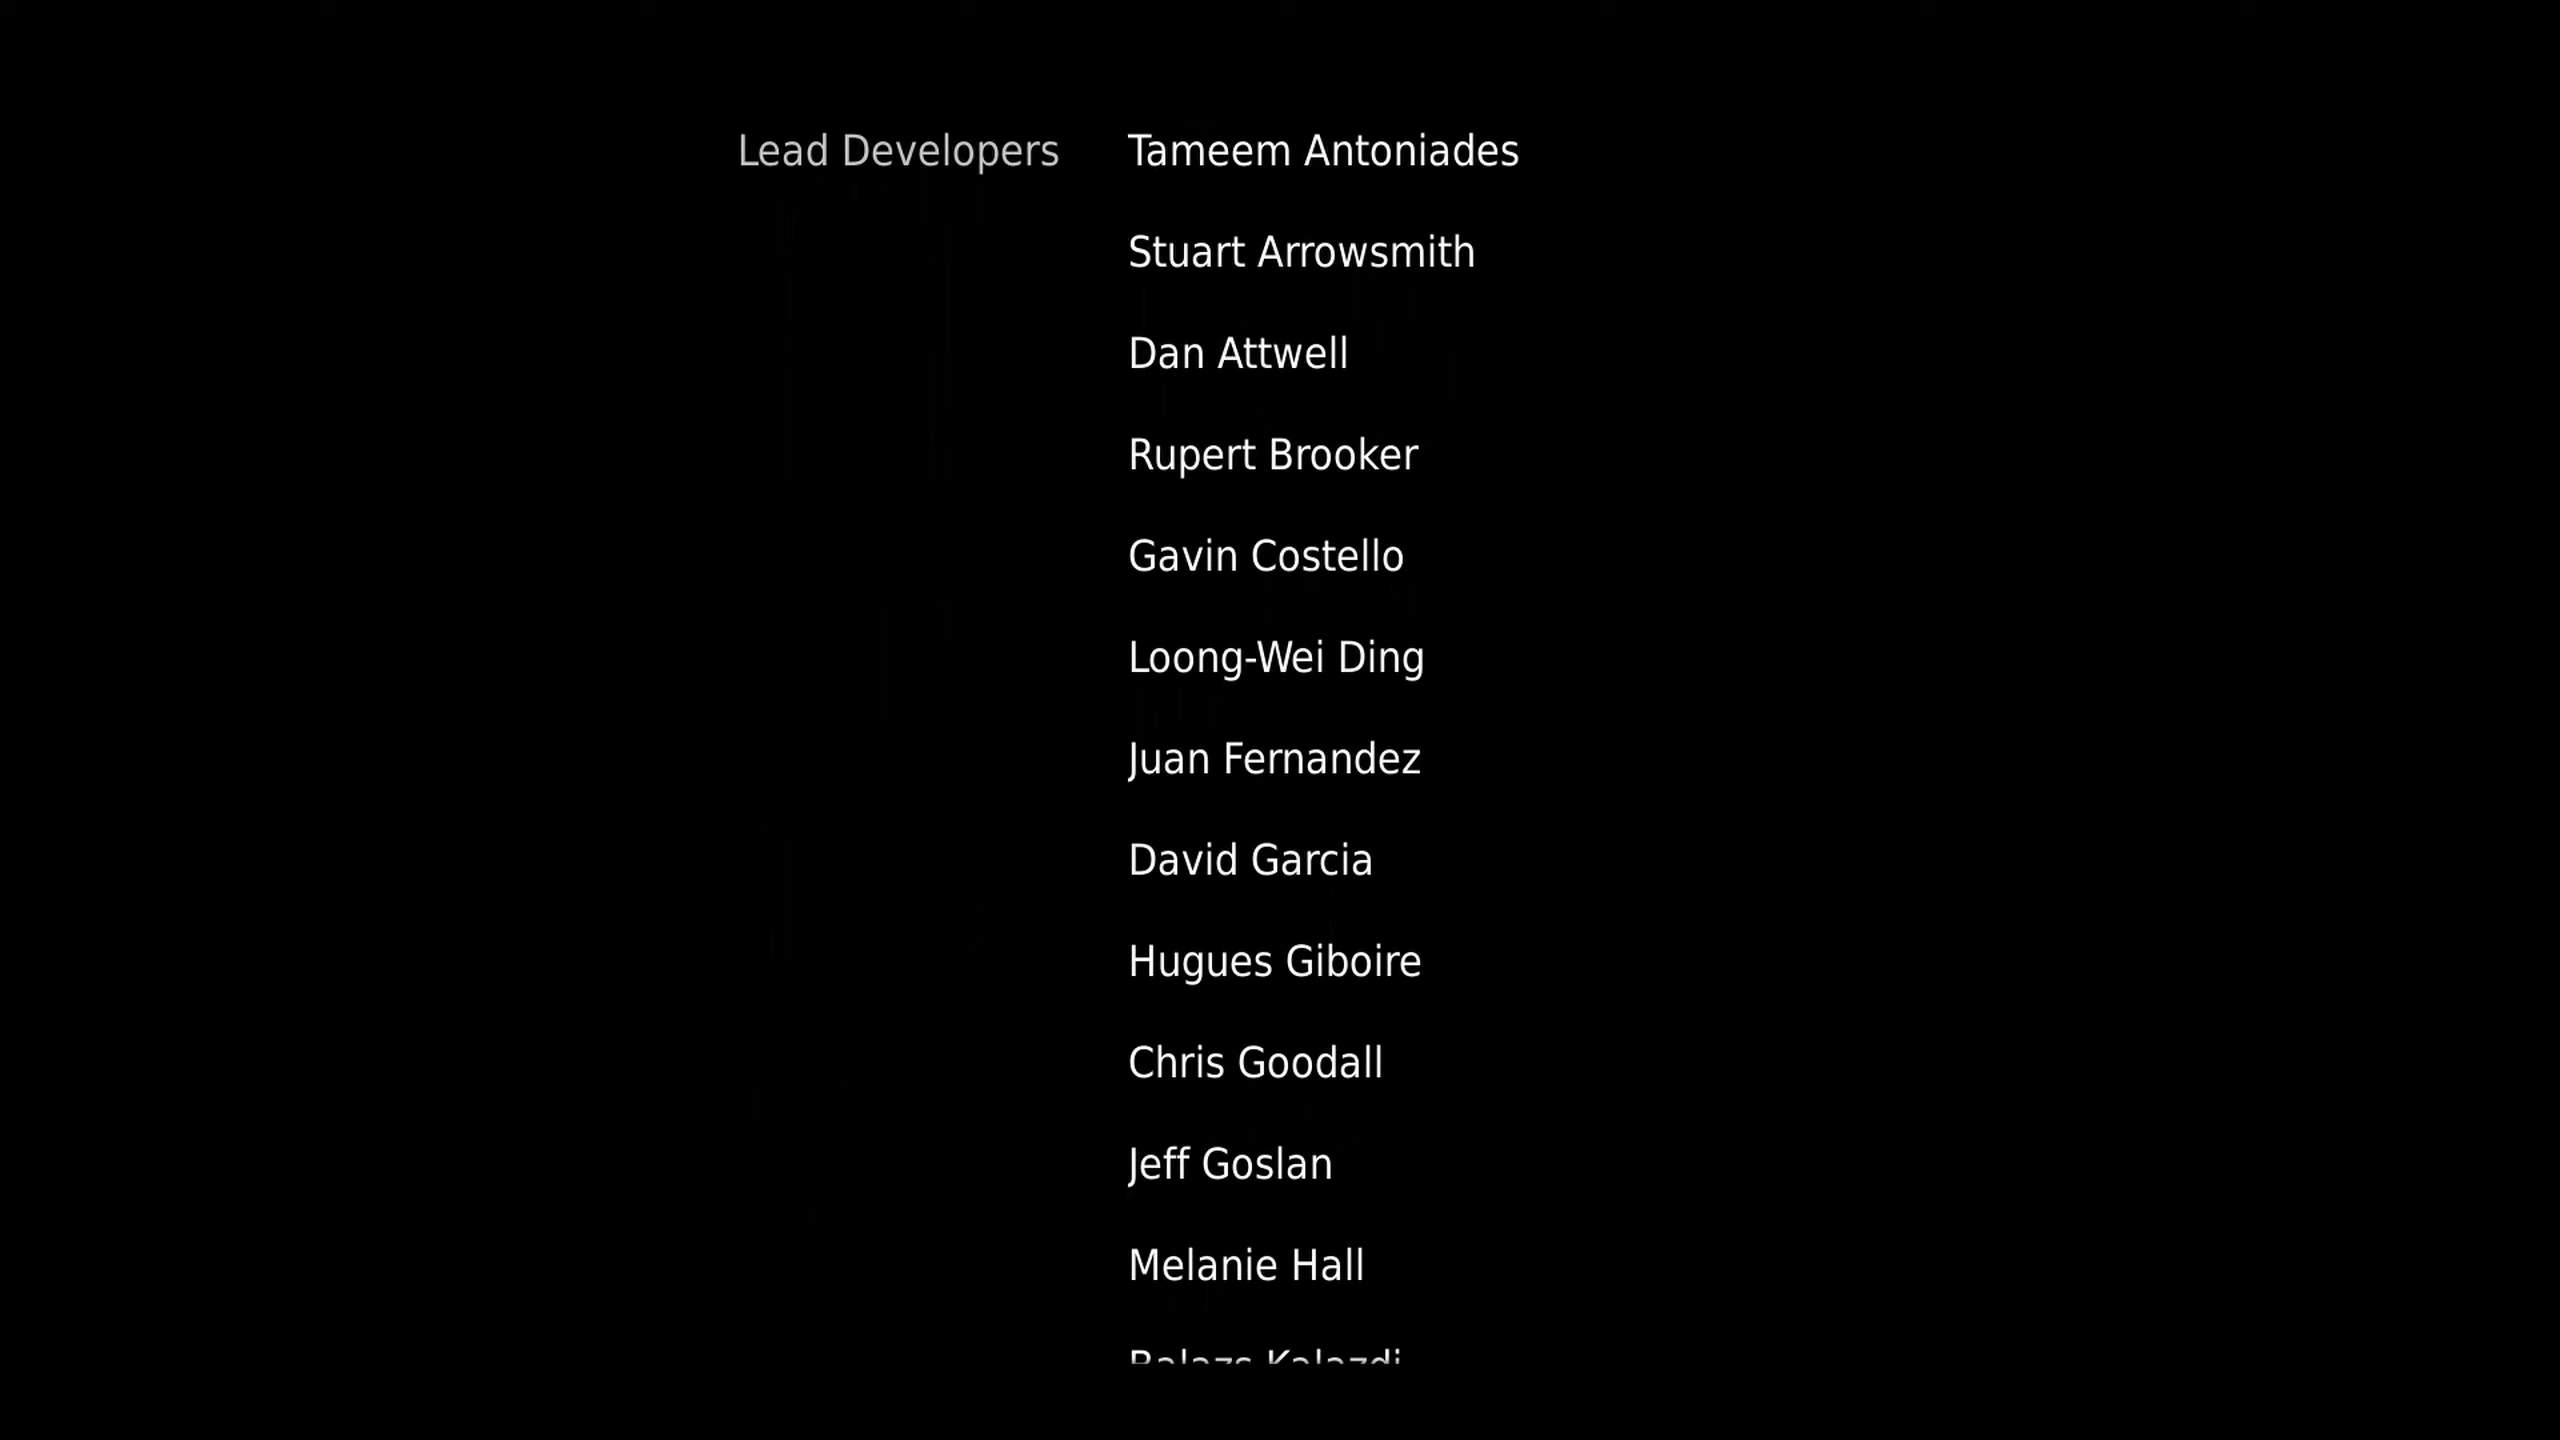 Lead Developers Tameem Antoniades
Stuart Arrowsmith
Dan Attwell
Rupert Brooker
Gavin Costello
Loong-Wei Ding
Juan Fernandez
David Garcia
Hugues Giboire
Chris Goodall
Jeff Goslan
Melanie Hall